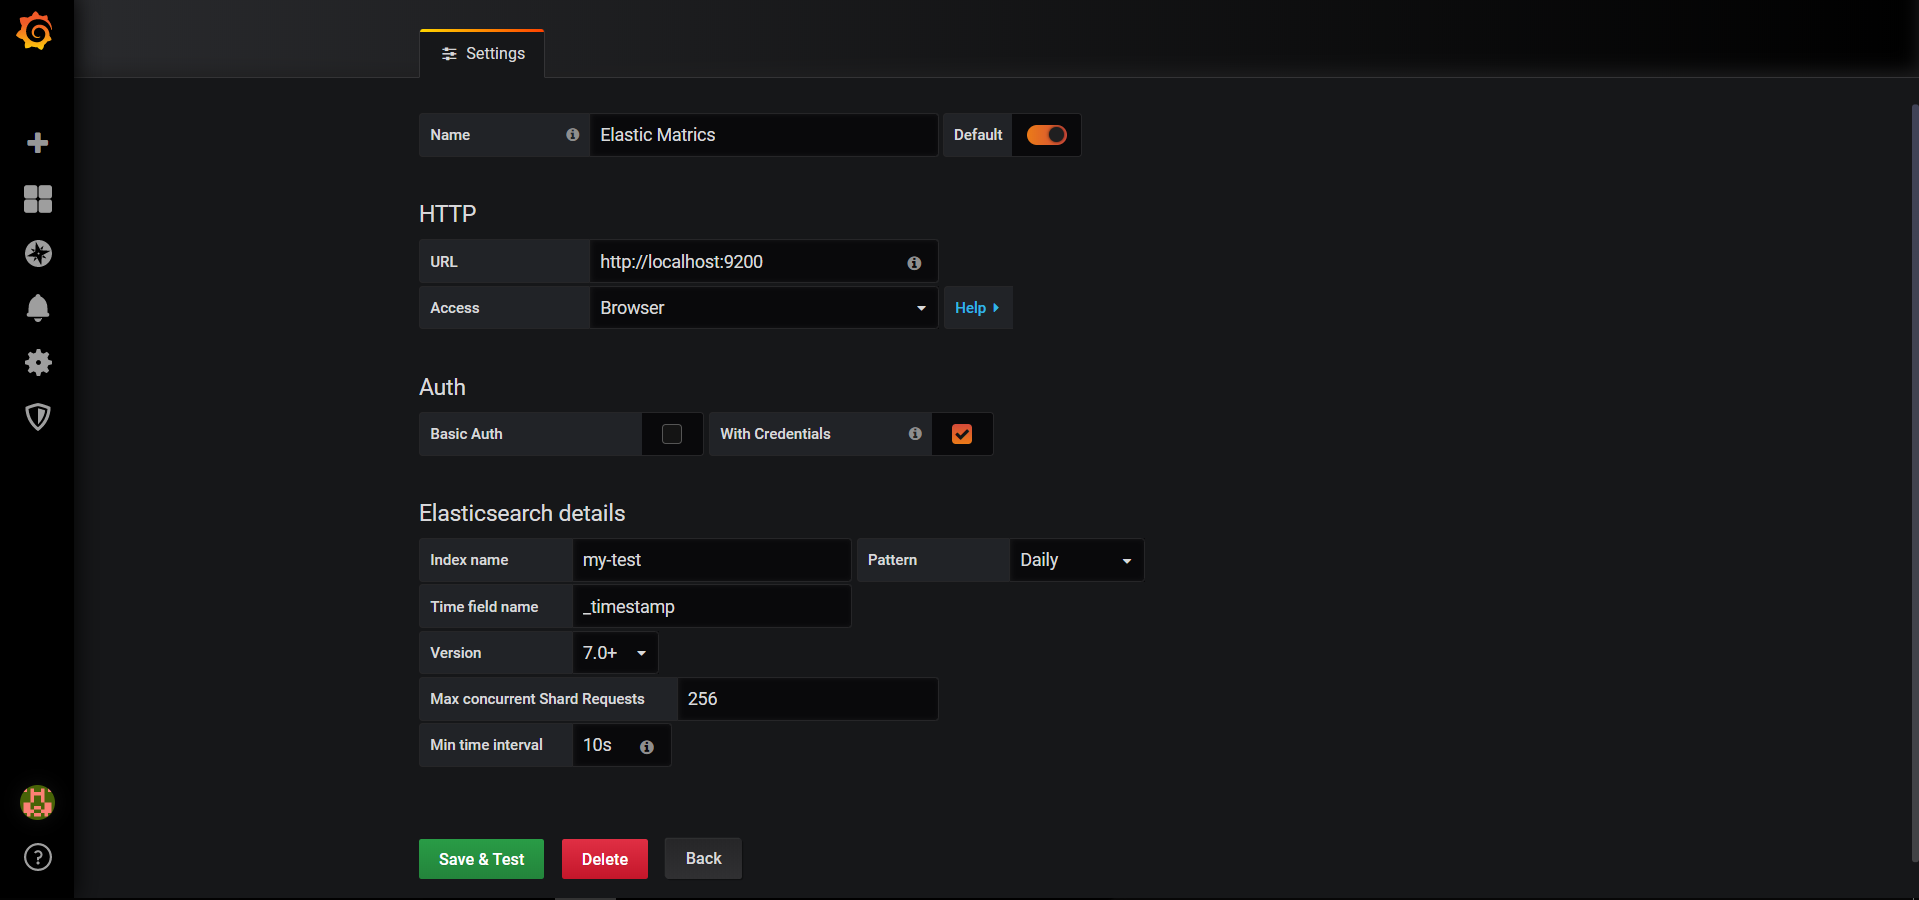 Settings
Name Elastic Matrics Default
HTTP
URL http://localhost:9200
Access Browser Help
Auth
Basic Auth With Credentials
Elasticsearch details
Index name my-test Pattern Daily
Time field name _timestamp
Version 7.0+
Max concurrent Shard Requests 256
Min time interval 10s
Save & Test Delete Back